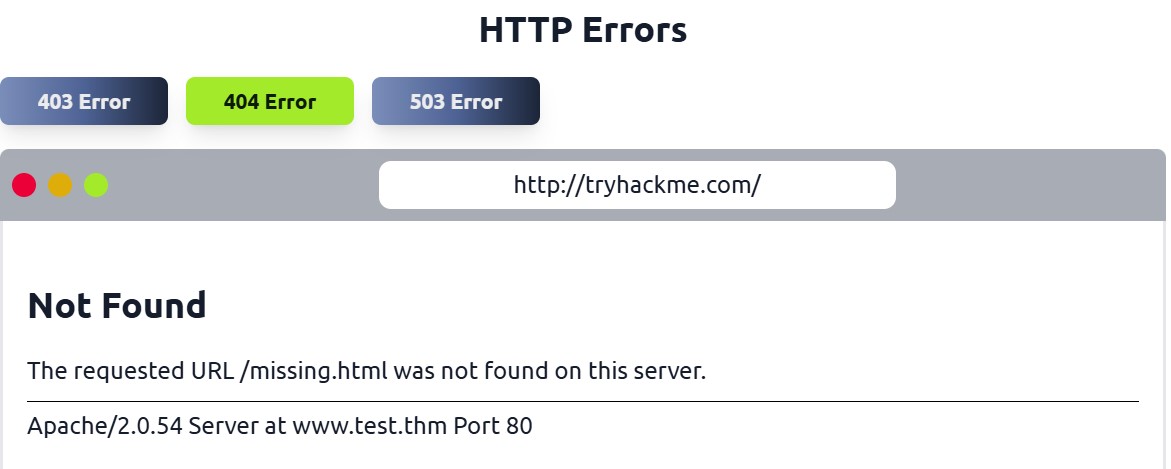 HTTP Errors
403 Error 404 Error 503 Error
http://tryhackme.com/
Not Found
The requested URL /missing.html was not found on this server.
Apache/2.0.54 Server at www.test.thm Port 80